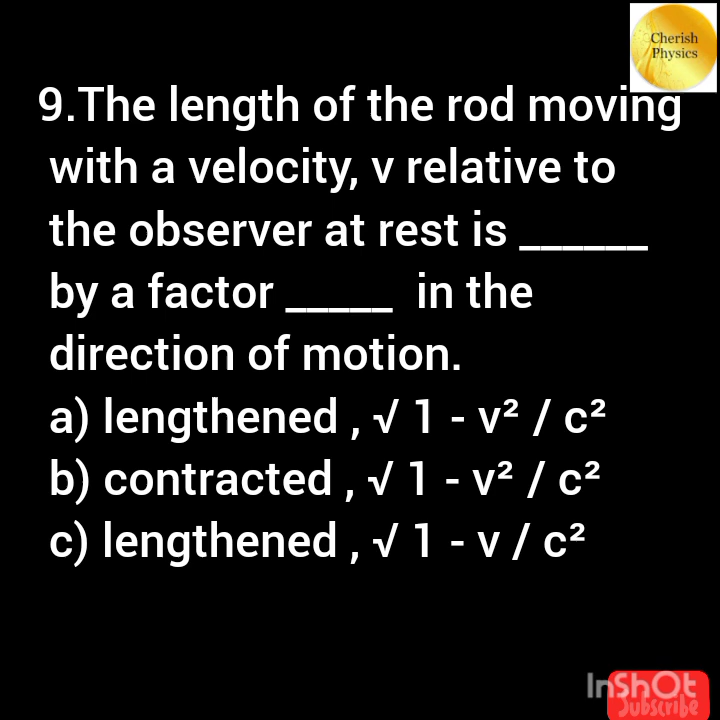 Cherish
Physics
9.The length of the rod moving
with a velocity, v relative to
the observer at rest is ______
by a factor _____ in the
direction of motion.
a) lengthened , √ 1 - v² / c²
b) contracted , √ 1 - v² / c²
c) lengthened , √ 1 - v / c²
InShOt
Subscribe